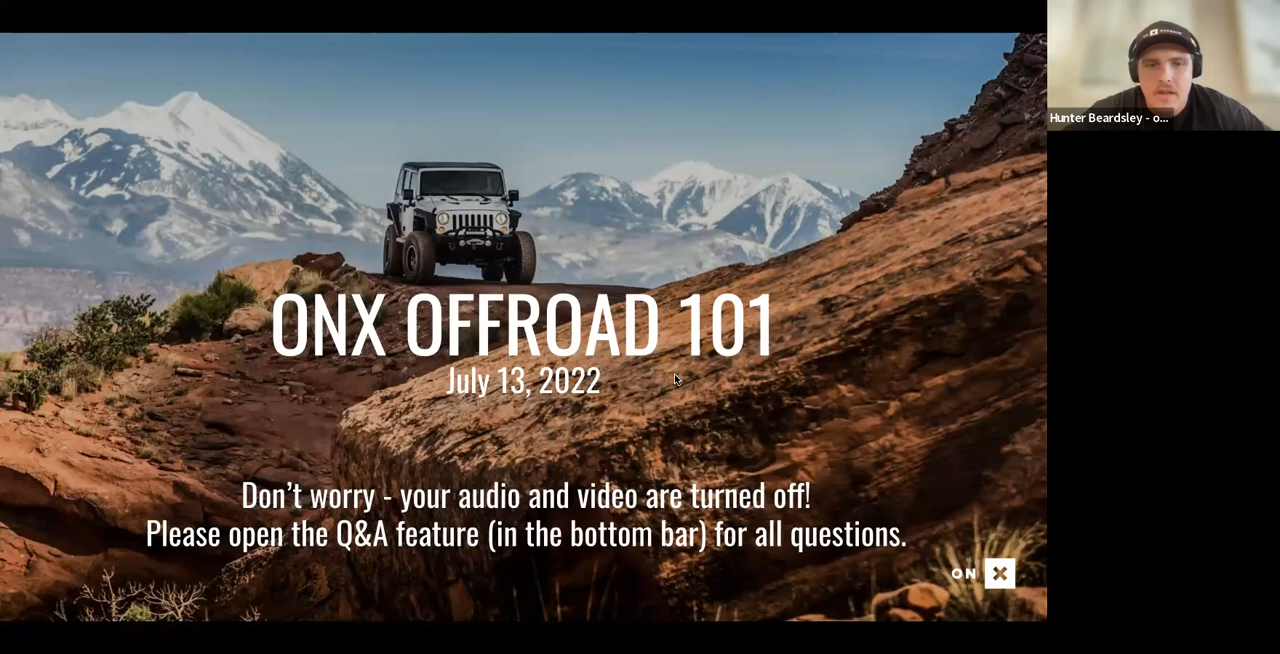 ONX OFFROAD 101
July 13, 2022
Don’t worry - your audio and video are turned off!
Please open the Q&A feature (in the bottom bar) for all questions.
ON X
Hunter Beardsley - o...